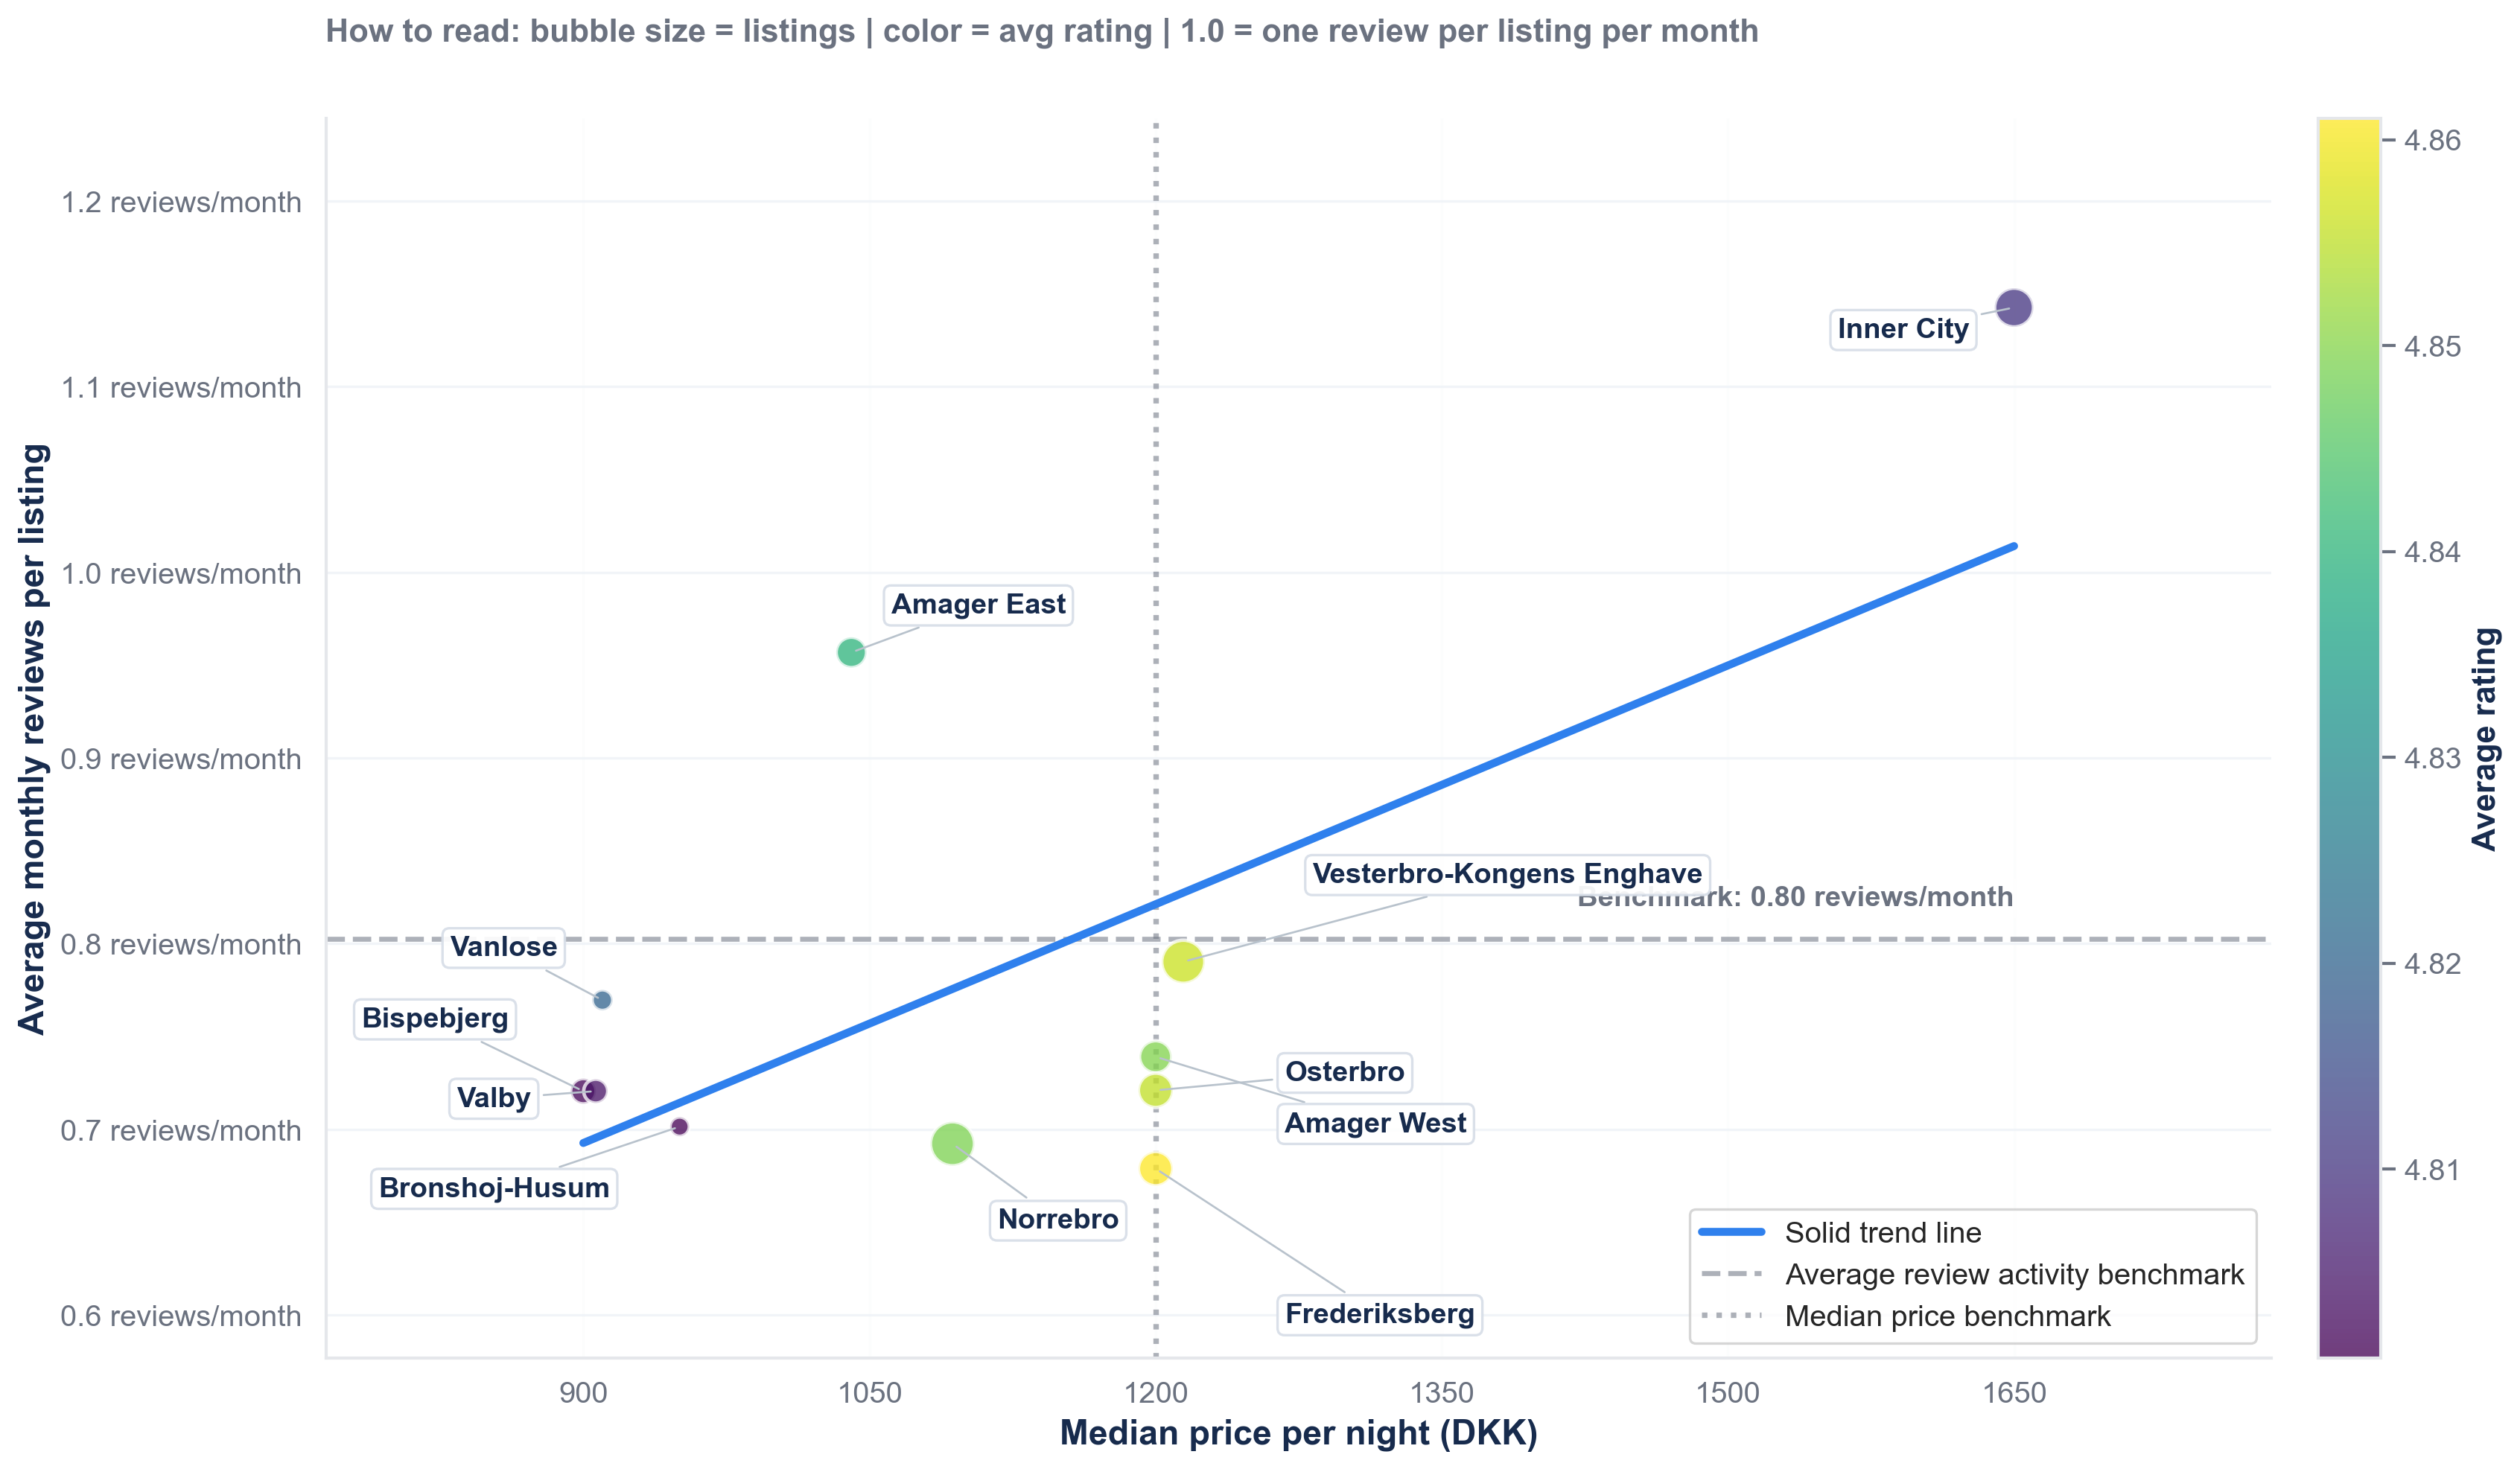 How to read: bubble size = listings | color = avg rating | 1.0 = one review per listing per month
Average monthly reviews per listing
1.2 reviews/month
1.1 reviews/month
1.0 reviews/month
0.9 reviews/month
0.8 reviews/month
0.7 reviews/month
0.6 reviews/month
Inner City
Amager East
Vesterbro-Kongens Enghave
Benchmark: 0.80 reviews/month
Vanlose
Bispebjerg
Valby
Bronshoj-Husum
Osterbro
Amager West
Norrebro
Frederiksberg
Solid trend line
Average review activity benchmark
Median price benchmark
900
1050
1200
1350
1500
1650
Median price per night (DKK)
4.86
4.85
4.84
4.83
4.82
4.81
Average rating